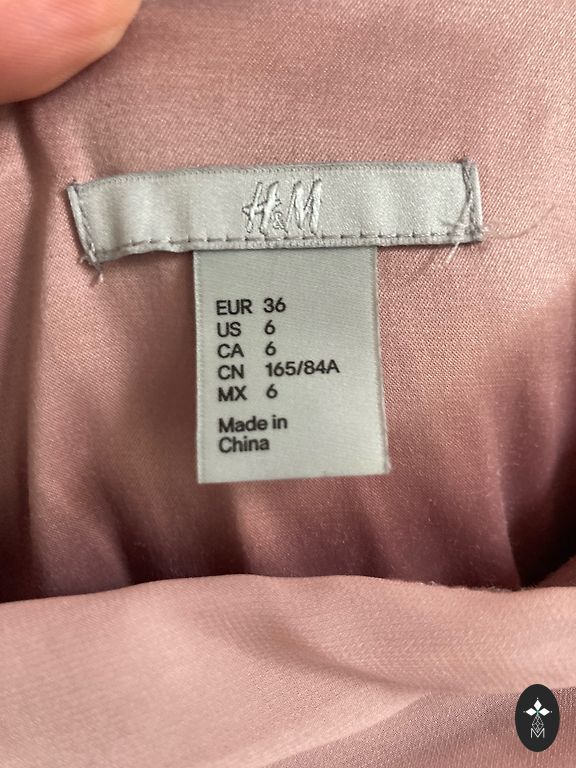 H&M
EUR 36
US 6
CA 6
CN 165/84A
MX 6
Made in
China
M